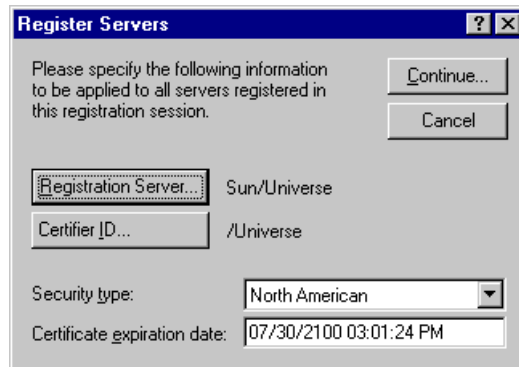 Register Servers
Please specify the following information
to be applied to all servers registered in
this registration session.
Continue...
Cancel
Registration Server... Sun/Universe
Certifier ID... /Universe
Security type: North American
Certificate expiration date: 07/30/2100 03:01:24 PM